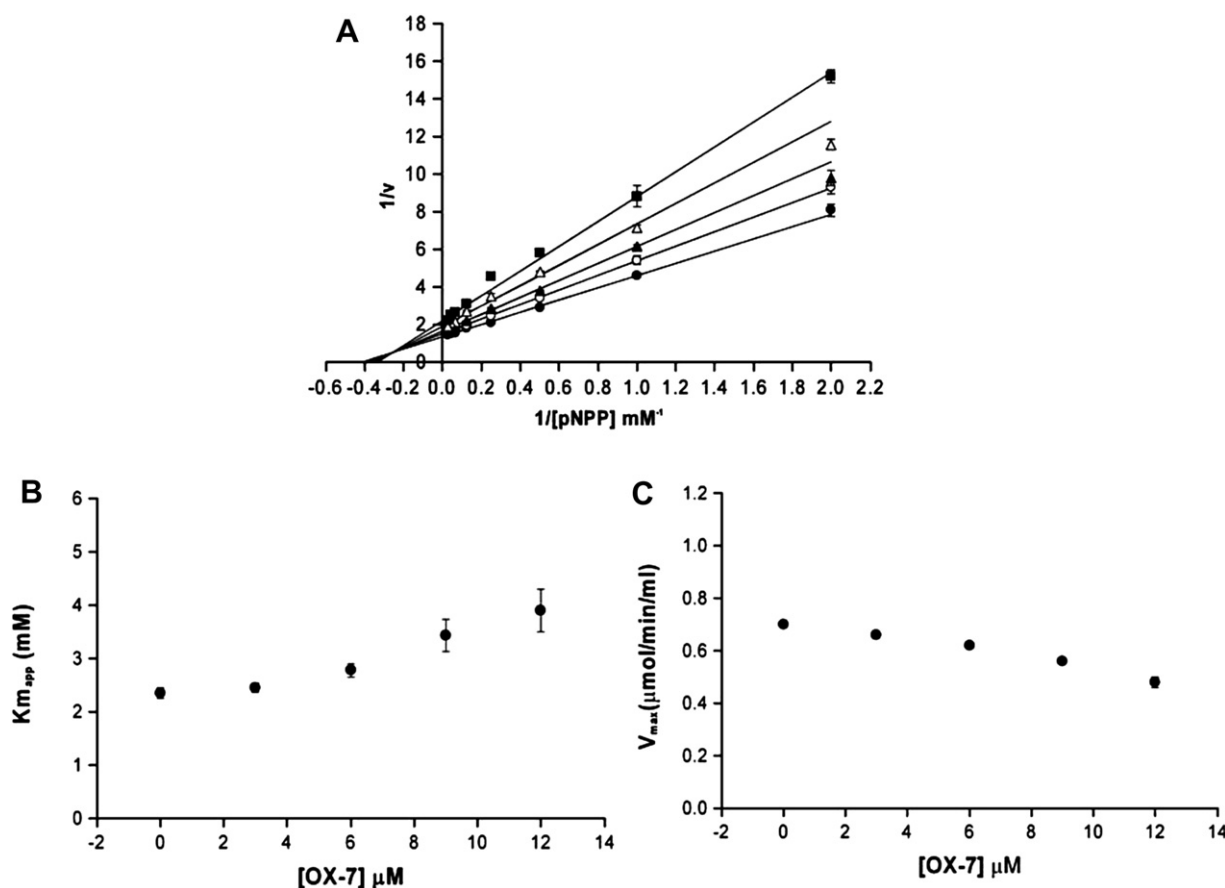 A
18
16
14
12
10
8
6
4
2
0
1/v
-0.6 -0.4 -0.2 0.0 0.2 0.4 0.6 0.8 1.0 1.2 1.4 1.6 1.8 2.0 2.2
1/[pNPP] mM⁻¹
B
6
5
4
3
2
1
0
Km_app (mM)
-2 0 2 4 6 8 10 12 14
[OX-7] μM
C
1.2
1.0
0.8
0.6
0.4
0.2
0.0
V_max(μmol/min/ml)
-2 0 2 4 6 8 10 12 14
[OX-7] μM